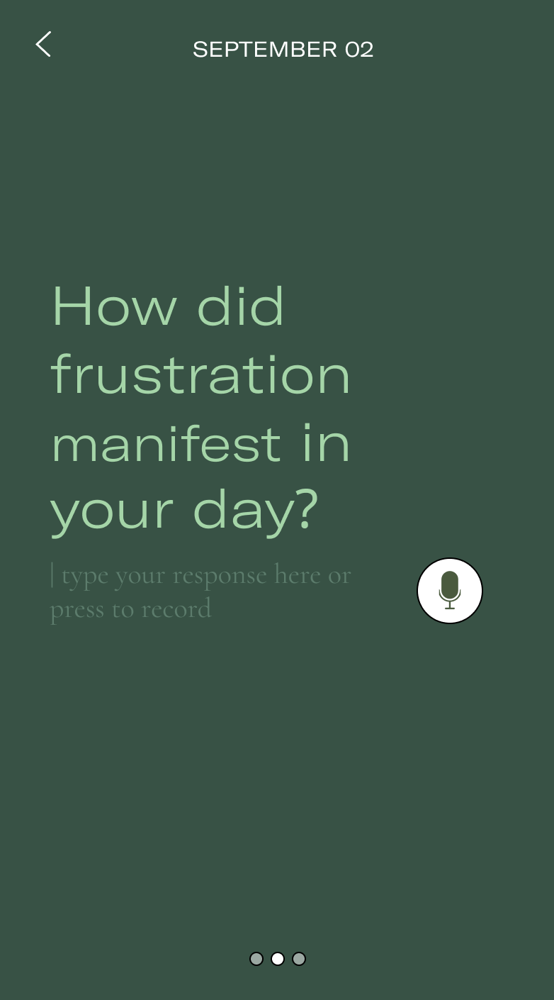 SEPTEMBER 02
How did
frustration
manifest in
your day?
| type your response here or
press to record